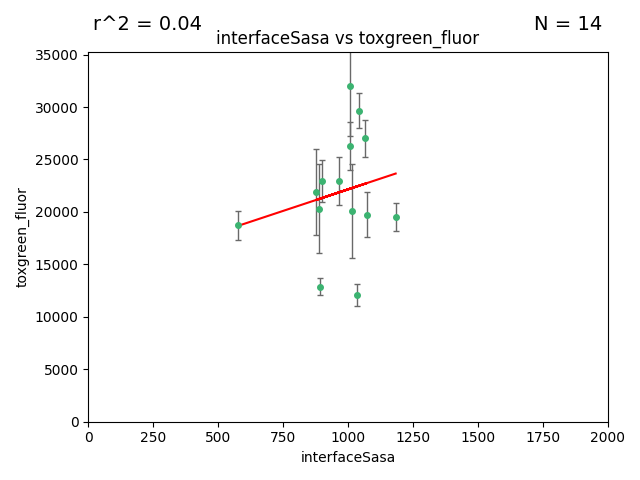 r^2 = 0.04
N = 14
interfaceSasa vs toxgreen_fluor
35000
30000
25000
20000
15000
10000
5000
0
toxgreen_fluor
0 250 500 750 1000 1250 1500 1750 2000
interfaceSasa